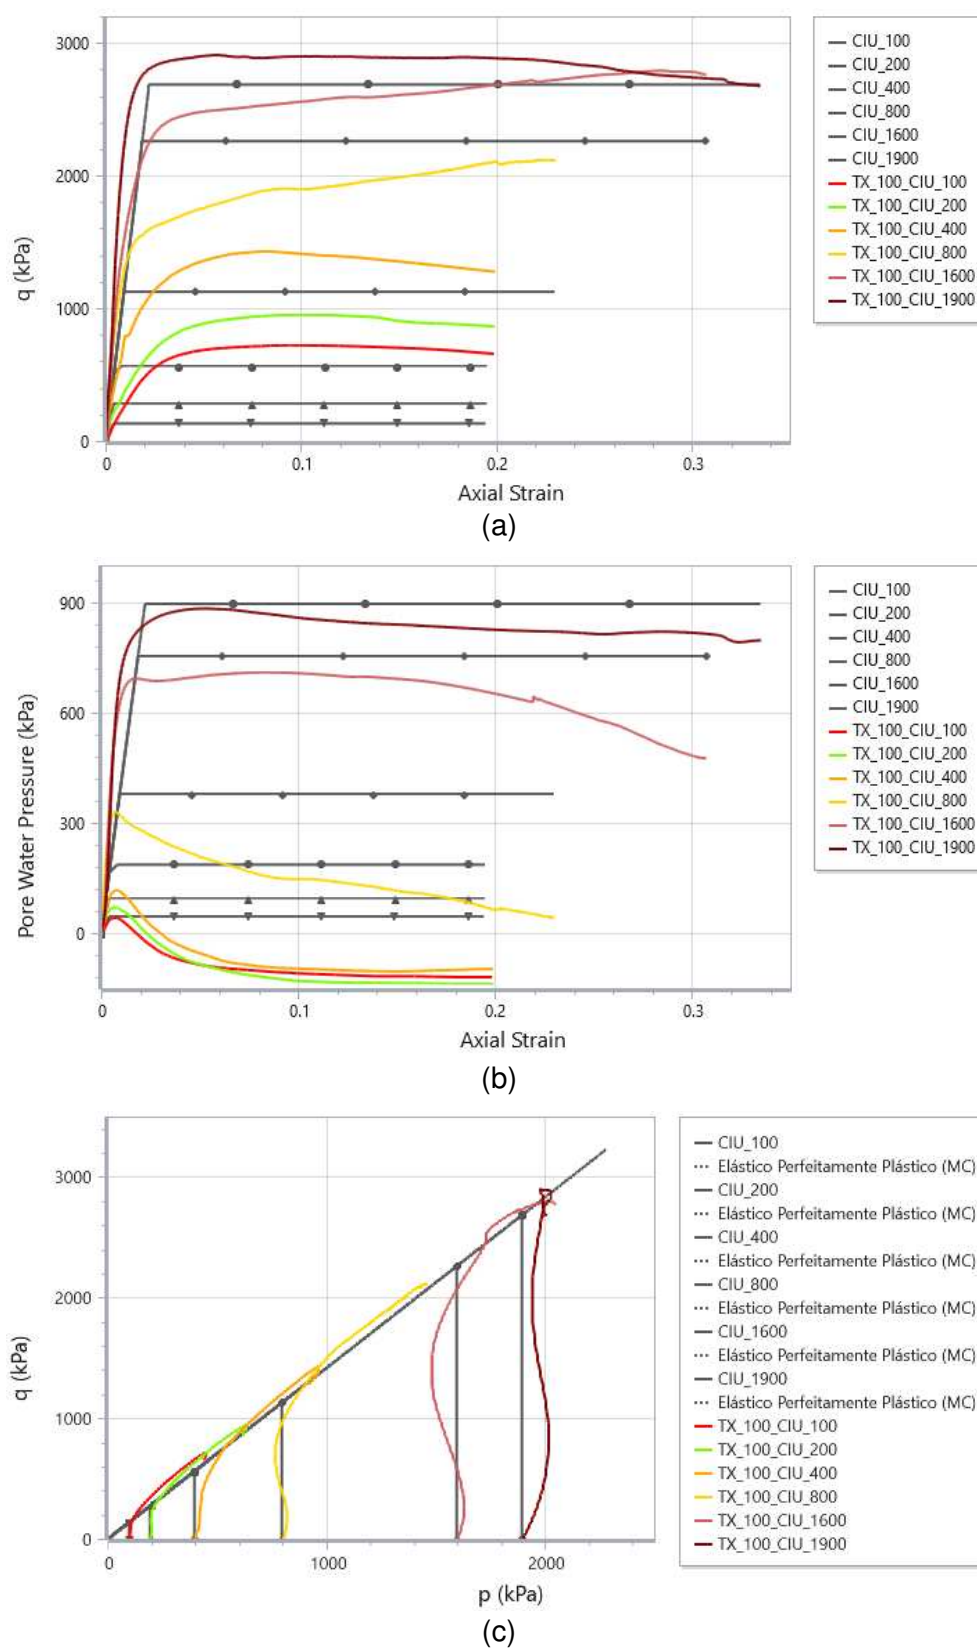 3000
2000
1000
0
q (kPa)
0
0.1
0.2
0.3
Axial Strain
CIU_100
CIU_200
CIU_400
CIU_800
CIU_1600
CIU_1900
TX_100_CIU_100
TX_100_CIU_200
TX_100_CIU_400
TX_100_CIU_800
TX_100_CIU_1600
TX_100_CIU_1900
(a)
900
600
300
0
Pore Water Pressure (kPa)
0
0.1
0.2
0.3
Axial Strain
CIU_100
CIU_200
CIU_400
CIU_800
CIU_1600
CIU_1900
TX_100_CIU_100
TX_100_CIU_200
TX_100_CIU_400
TX_100_CIU_800
TX_100_CIU_1600
TX_100_CIU_1900
(b)
3000
2000
1000
0
q (kPa)
0
1000
2000
p (kPa)
CIU_100
Elástico Perfeitamente Plástico (MC)
CIU_200
Elástico Perfeitamente Plástico (MC)
CIU_400
Elástico Perfeitamente Plástico (MC)
CIU_800
Elástico Perfeitamente Plástico (MC)
CIU_1600
Elástico Perfeitamente Plástico (MC)
CIU_1900
Elástico Perfeitamente Plástico (MC)
TX_100_CIU_100
TX_100_CIU_200
TX_100_CIU_400
TX_100_CIU_800
TX_100_CIU_1600
TX_100_CIU_1900
(c)